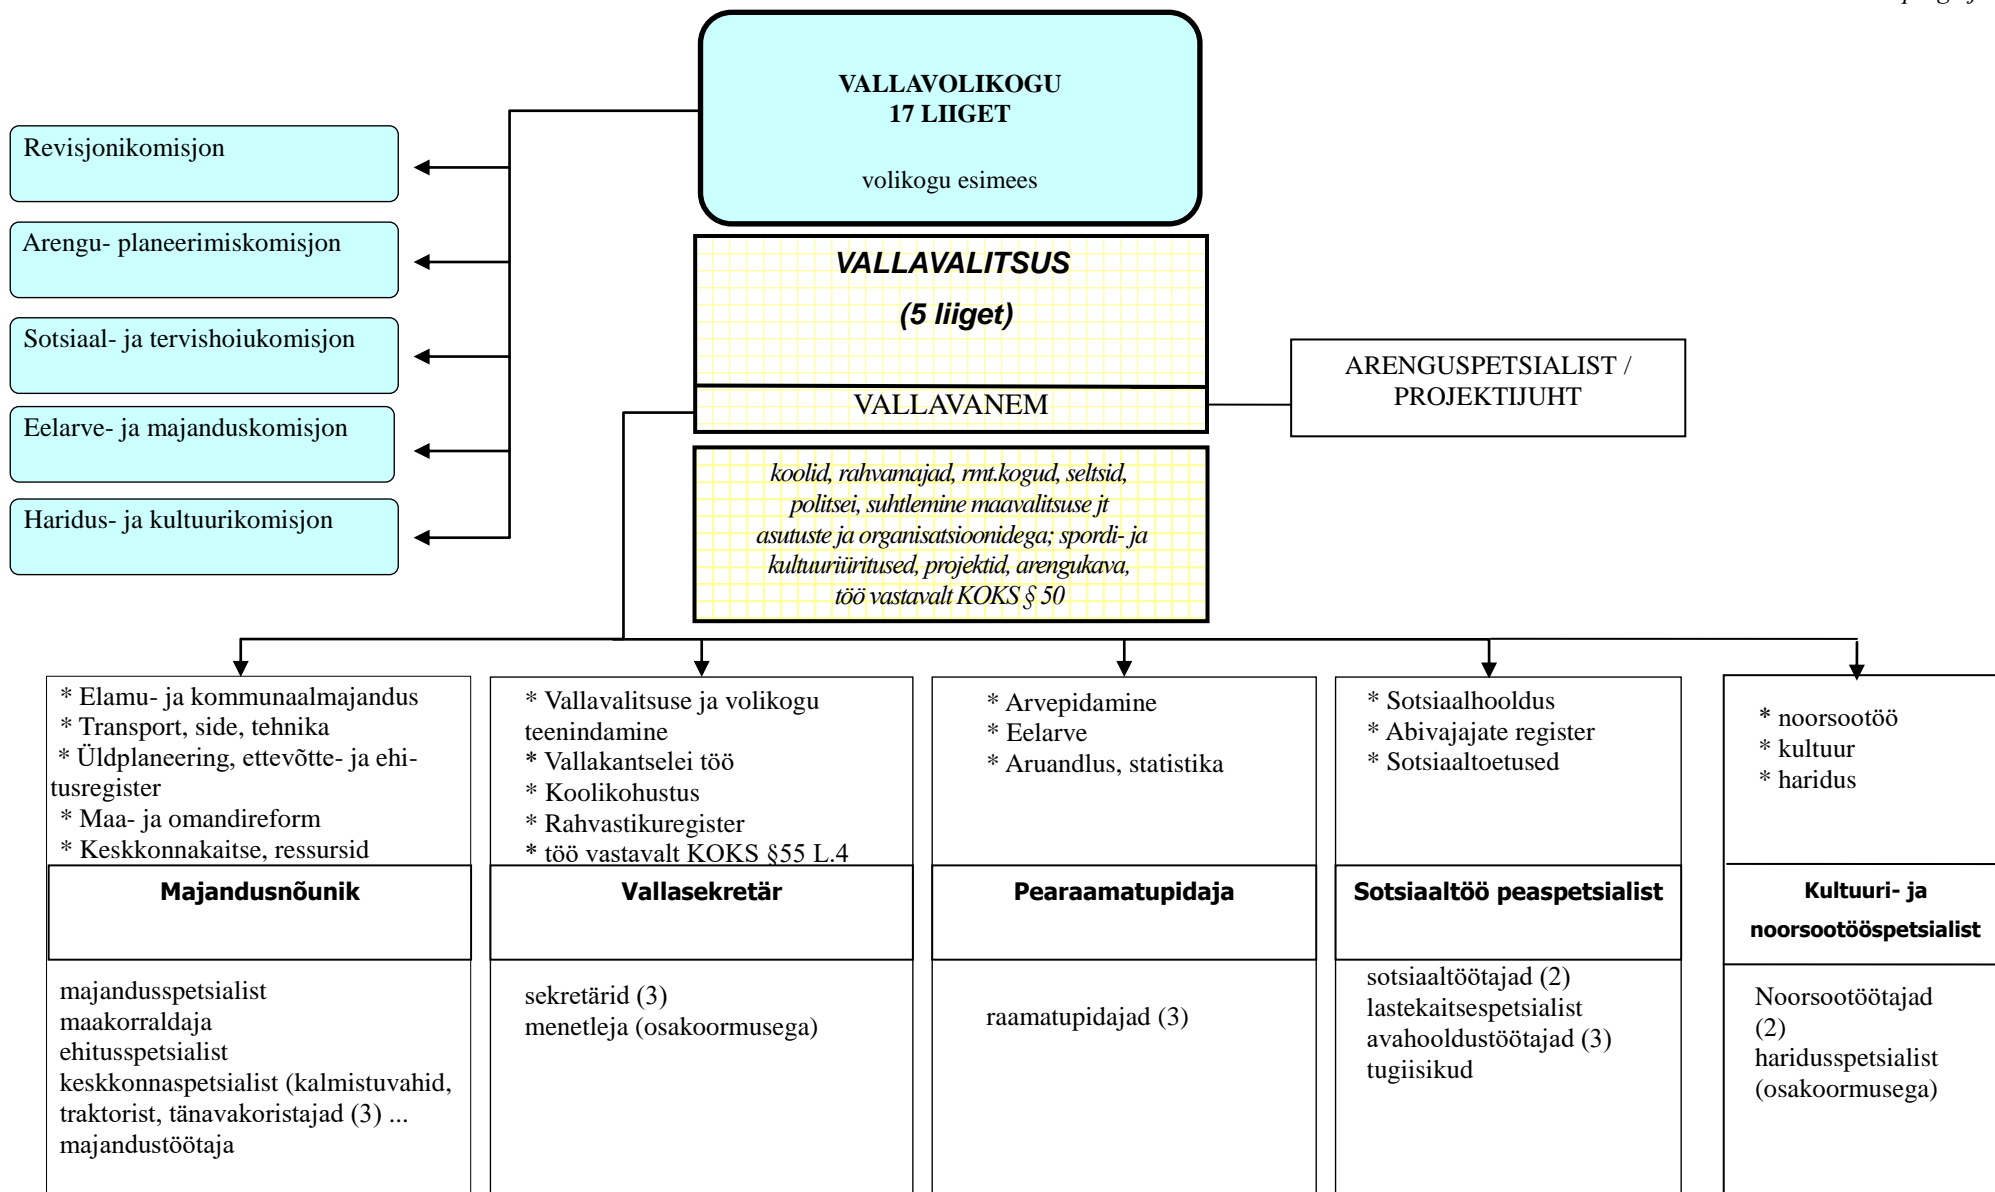 VALLAVOLIKOGU
17 LIIGET
volikogu esimees
Revisjonikomisjon
Arengu- planeerimiskomisjon
Sotsiaal- ja tervishoiukomisjon
Eelarve- ja majanduskomisjon
Haridus- ja kultuurikomisjon
VALLAVALITSUS
(5 liiget)
VALLAVANEM
ARENGUSPETSIALIST /
PROJEKTIJUHT
koolid, rahvamajad, rmt.kogud, seltsid,
politsei, suhtlemine maavalitsuse jt
asutuste ja organisatsioonidega; spordi- ja
kultuuriüritused, projektid, arengukava,
töö vastavalt KOKS § 50
* Elamu- ja kommunaalmajandus
* Transport, side, tehnika
* Üldplaneering, ettevõtte- ja ehi-
tusregister
* Maa- ja omandireform
* Keskkonnakaitse, ressursid
Majandusnõunik
majandusspetsialist
maakorraldaja
ehitusspetsialist
keskkonnaspetsialist (kalmistuvahid,
traktorist, tänavakoristajad (3) ...
majandustöötaja
* Vallavalitsuse ja volikogu
teenindamine
* Vallakantselei töö
* Koolikohustus
* Rahvastikuregister
* töö vastavalt KOKS §55 L.4
Vallasekretär
sekretärid (3)
menetleja (osakoormusega)
* Arvepidamine
* Eelarve
* Aruandlus, statistika
Pearaamatupidaja
raamatupidajad (3)
* Sotsiaalhooldus
* Abivajajate register
* Sotsiaaltoetused
Sotsiaaltöö peaspetsialist
sotsiaaltöötajad (2)
lastekaitsespetsialist
avahooldustöötajad (3)
tugiisikud
* noorsootöö
* kultuur
* haridus
Kultuuri- ja
noorsootööspetsialist
Noorsootöötajad
(2)
haridusspetsialist
(osakoormusega)